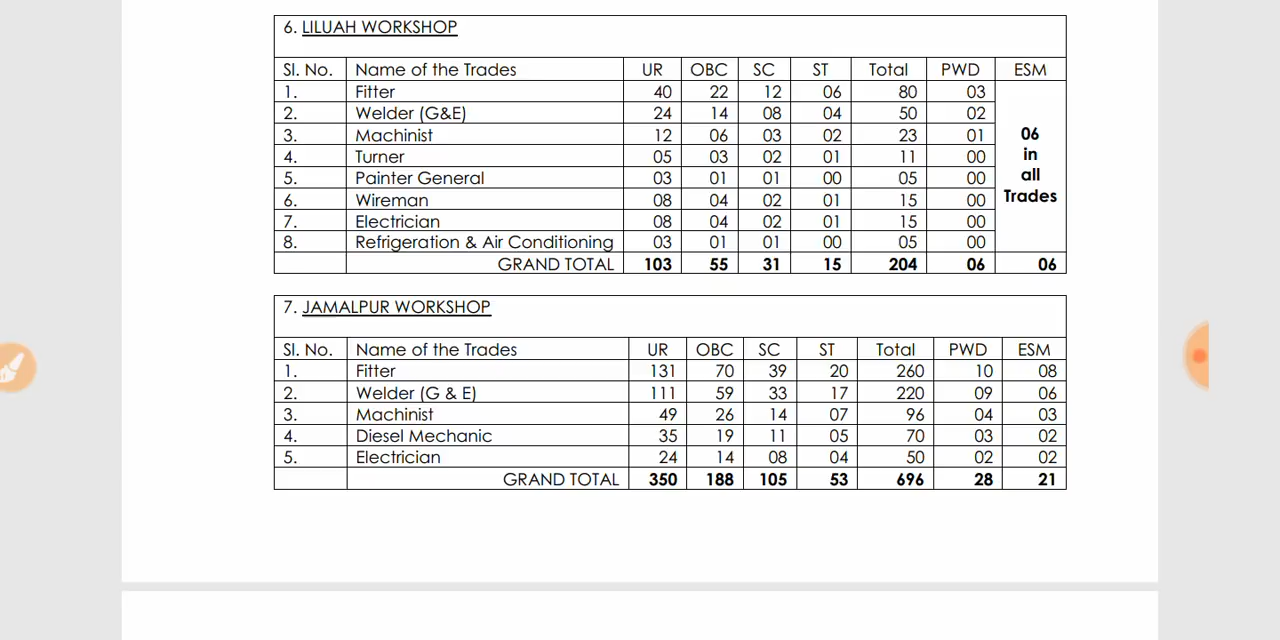 6. LILUAH WORKSHOP
Sl. No. Name of the Trades UR OBC SC ST Total PWD ESM
1. Fitter 40 22 12 06 80 03
2. Welder (G&E) 24 14 08 04 50 02
3. Machinist 12 06 03 02 23 01
4. Turner 05 03 02 01 11 00
5. Painter General 03 01 01 00 05 00
6. Wireman 08 04 02 01 15 00
7. Electrician 08 04 02 01 15 00
8. Refrigeration & Air Conditioning 03 01 01 00 05 00
06
in
all
Trades
GRAND TOTAL 103 55 31 15 204 06 06
7. JAMALPUR WORKSHOP
Sl. No. Name of the Trades UR OBC SC ST Total PWD ESM
1. Fitter 131 70 39 20 260 10 08
2. Welder (G & E) 111 59 33 17 220 09 06
3. Machinist 49 26 14 07 96 04 03
4. Diesel Mechanic 35 19 11 05 70 03 02
5. Electrician 24 14 08 04 50 02 02
GRAND TOTAL 350 188 105 53 696 28 21